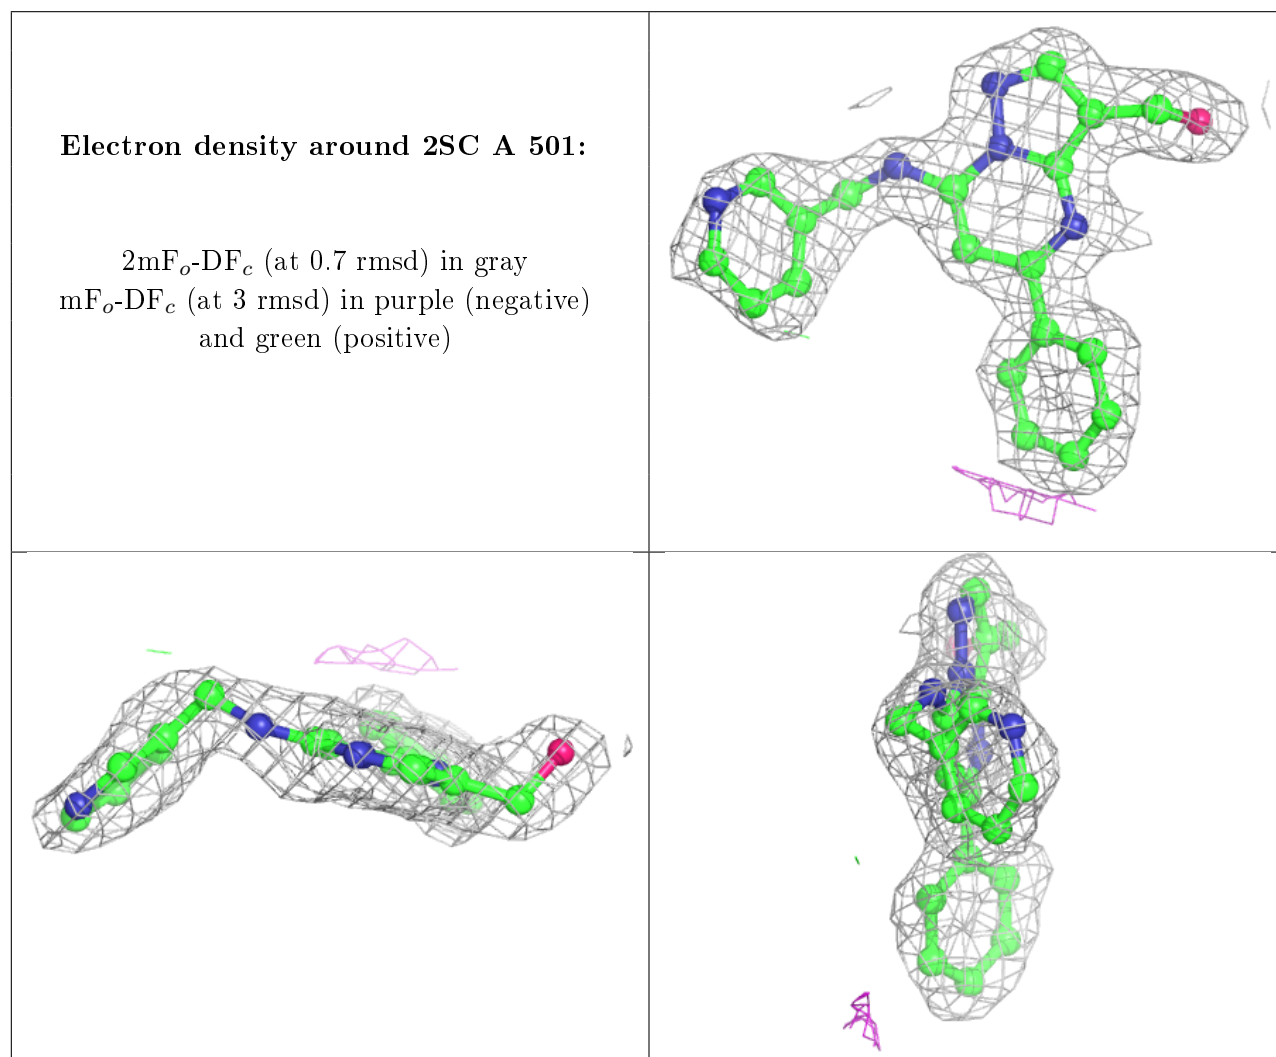 Electron density around 2SC A 501:
2mFo-DFc (at 0.7 rmsd) in gray
mFo-DFc (at 3 rmsd) in purple (negative)
and green (positive)